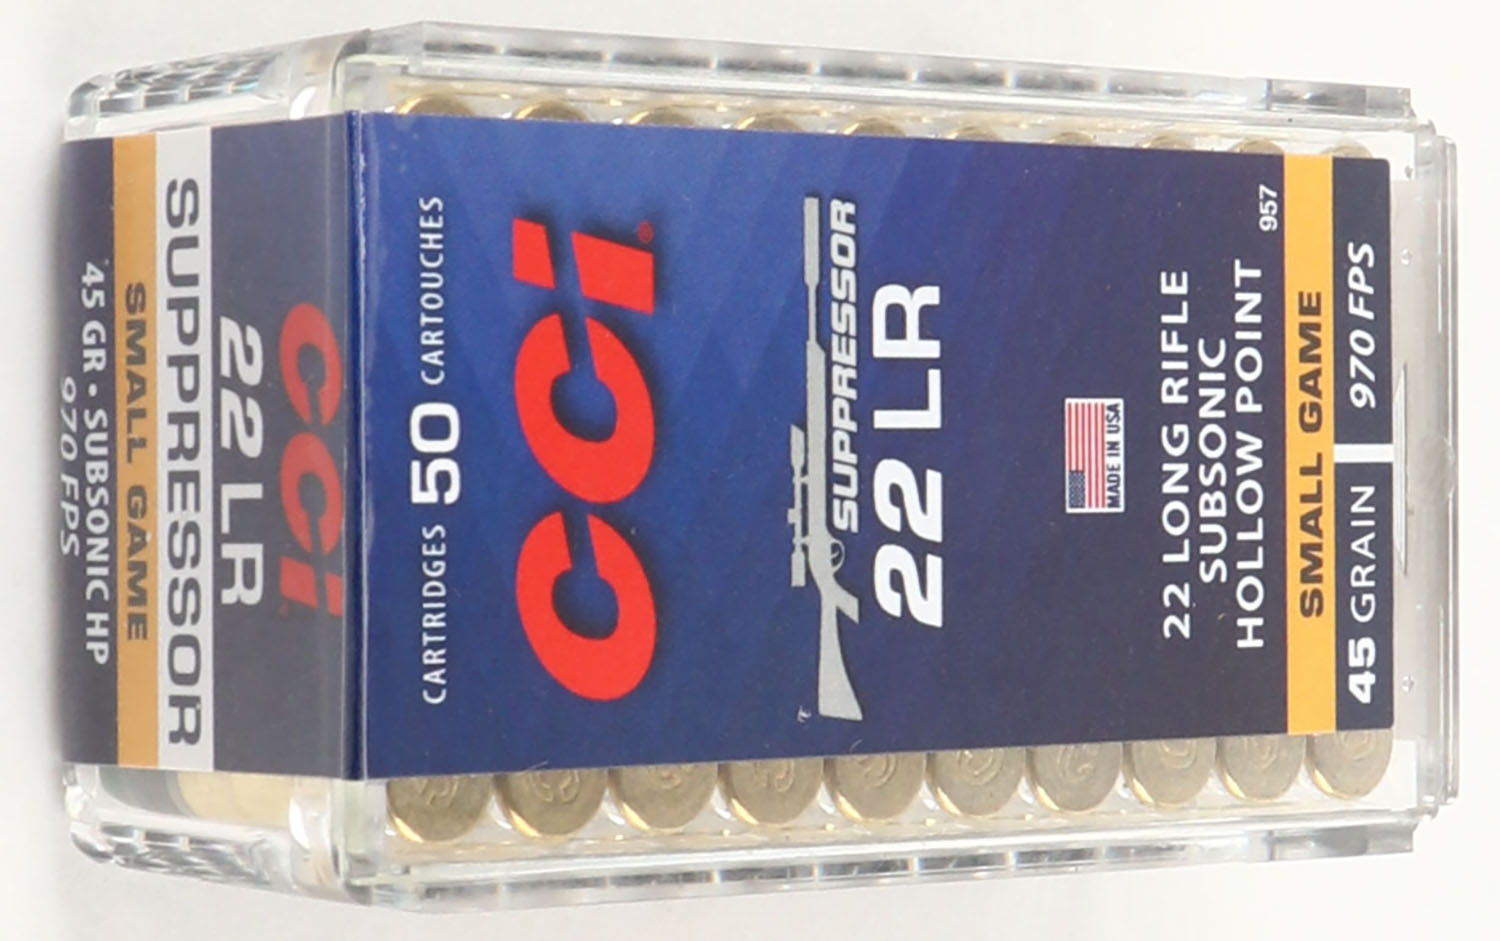 CARTRIDGES 50 CARTOUCHES
CCI®
SUPPRESSOR
22 LR
MADE IN USA
22 LONG RIFLE
SUBSONIC
HOLLOW POINT
957
SMALL GAME
45 GRAIN 970 FPS
CCI
22 LR
SUPPRESSOR
SMALL GAME
45 GR • SUBSONIC HP
970 FPS